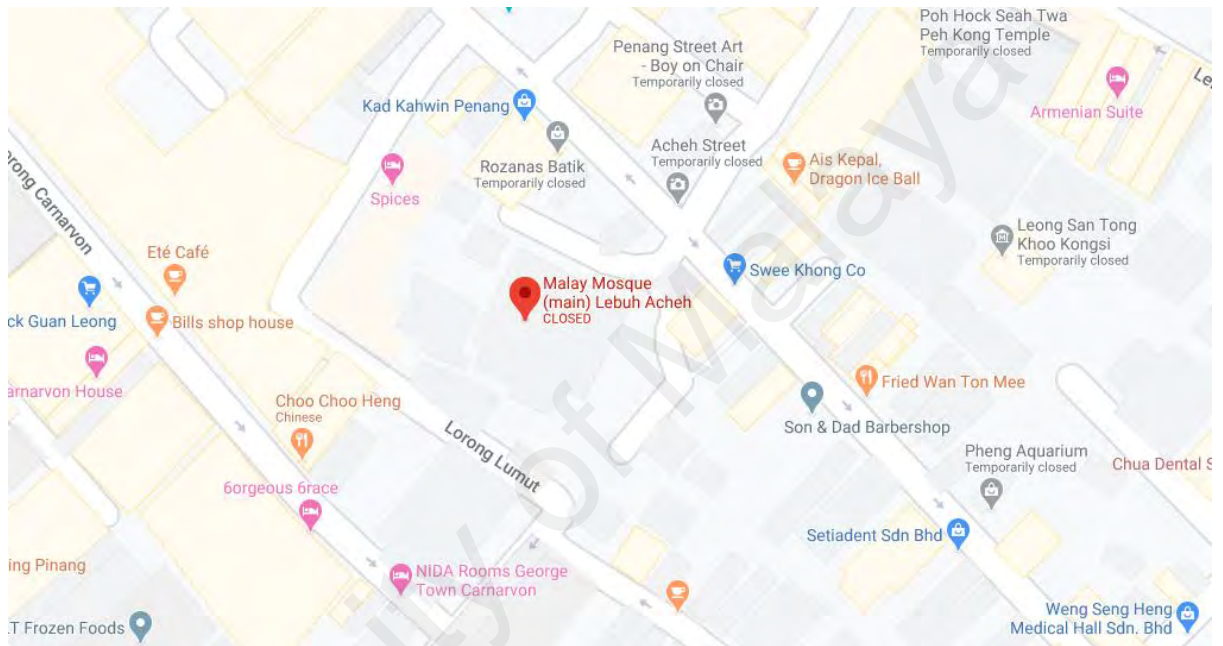 Poh Hock Seah Twa
Peh Kong Temple
Temporarily closed
Penang Street Art
- Boy on Chair
Temporarily closed
Kad Kahwin Penang
Armenian Suite
Rozanas Batik
Temporarily closed
Acheh Street
Temporarily closed
Ais Kepal,
Dragon Ice Ball
Spices
orong Carnarvon
Leong San Tong
Khoo Kongsi
Temporarily closed
Eté Café
Swee Khong Co
Malay Mosque
(main) Lebuh Acheh
CLOSED
ck Guan Leong
Bills shop house
arnarvon House
Fried Wan Ton Mee
Choo Choo Heng
Chinese
Son & Dad Barbershop
Lorong Lumut
Pheng Aquarium
Temporarily closed
Chua Dental S
6orgeous 6race
Setiadent Sdn Bhd
ing Pinang
NIDA Rooms George
Town Carnarvon
Weng Seng Heng
Medical Hall Sdn. Bhd
LT Frozen Foods
ity of Malaya